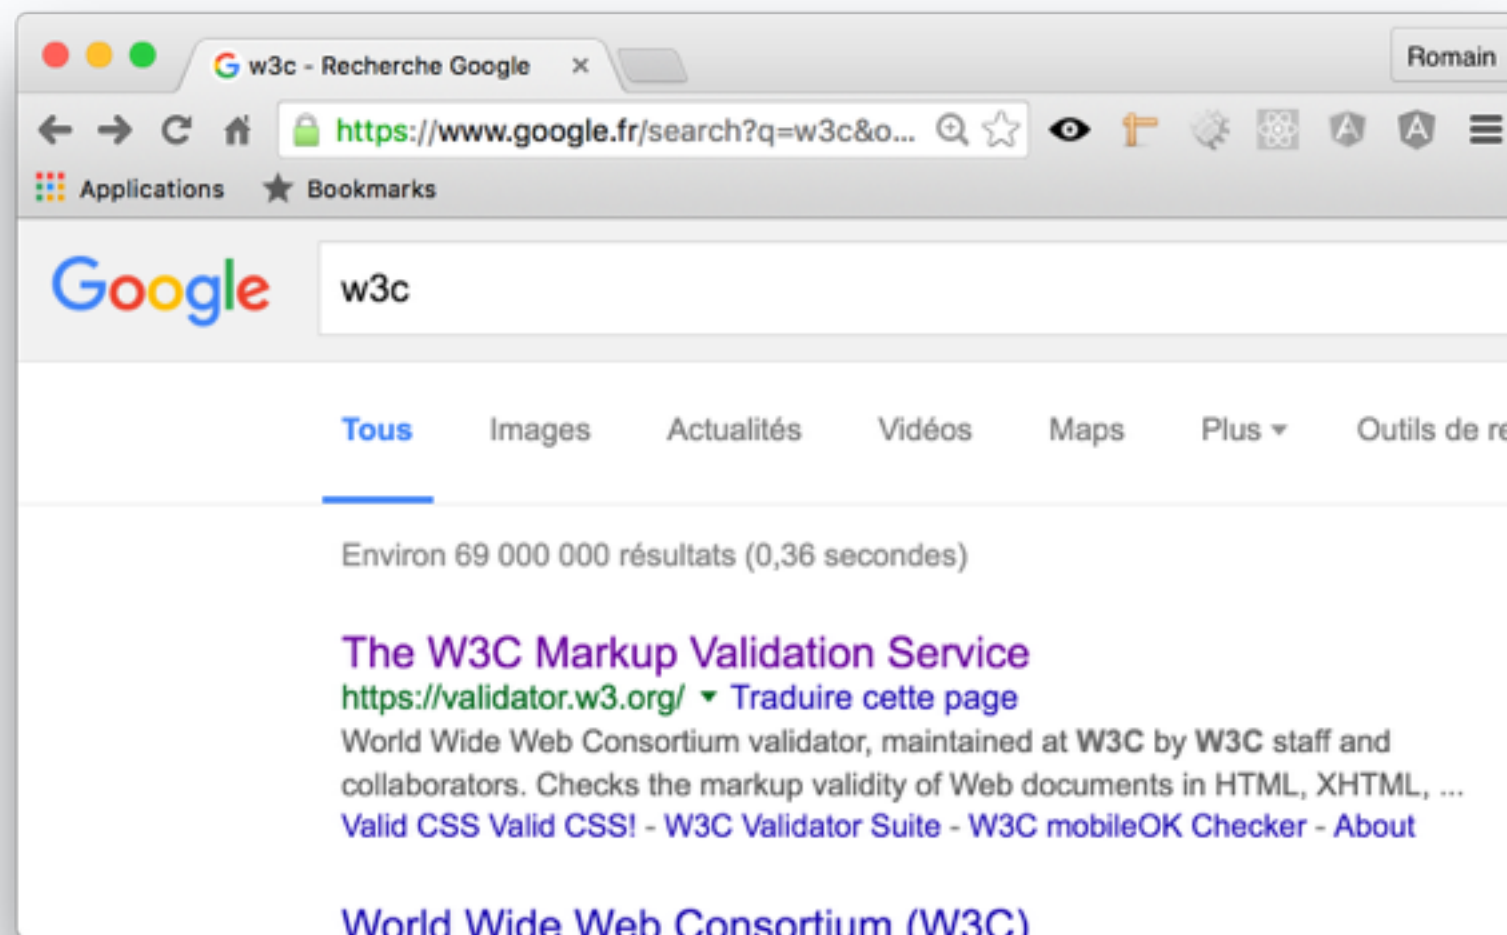 w3c - Recherche Google
Romain
https://www.google.fr/search?q=w3c&o...
Applications Bookmarks
Google w3c
Tous Images Actualités Vidéos Maps Plus Outils de re
Environ 69 000 000 résultats (0,36 secondes)
The W3C Markup Validation Service
https://validator.w3.org/ Traduire cette page
World Wide Web Consortium validator, maintained at W3C by W3C staff and
collaborators. Checks the markup validity of Web documents in HTML, XHTML, ...
Valid CSS Valid CSS! - W3C Validator Suite - W3C mobileOK Checker - About
World Wide Web Consortium (W3C)